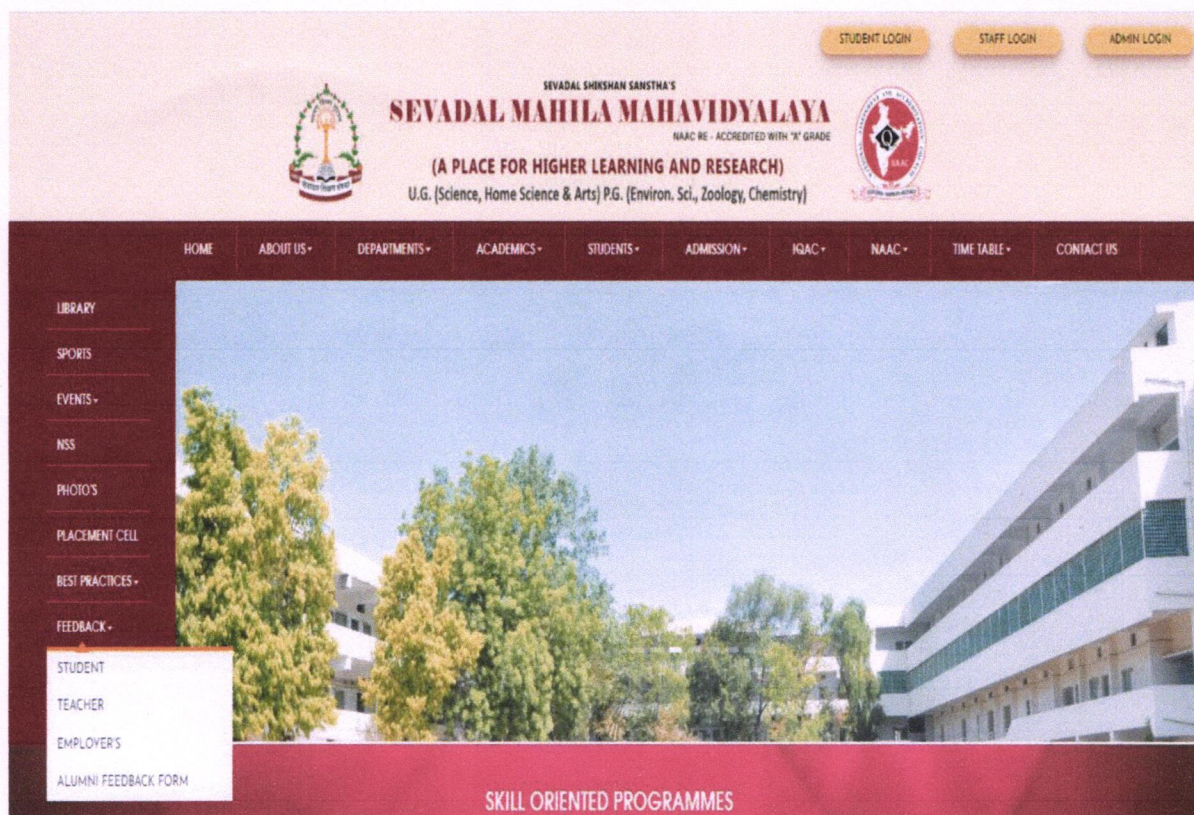 STUDENT LOGIN
STAFF LOGIN
ADMIN LOGIN
SEVADAL SHIKSHAN SANSTHA'S
SEVADAL MAHILA MAHAVIDYALAYA
NAAC RE - ACCREDITED WITH "A" GRADE
(A PLACE FOR HIGHER LEARNING AND RESEARCH)
U.G. (Science, Home Science & Arts) P.G. (Environ. Sci., Zoology, Chemistry)
HOME
ABOUT US
DEPARTMENTS
ACADEMICS
STUDENTS
ADMISSION
IQAC
NAAC
TIME TABLE
CONTACT US
LIBRARY
SPORTS
EVENTS
NSS
PHOTO'S
PLACEMENT CELL
BEST PRACTICES
FEEDBACK
STUDENT
TEACHER
EMPLOYER'S
ALUMNI FEEDBACK FORM
SKILL ORIENTED PROGRAMMES